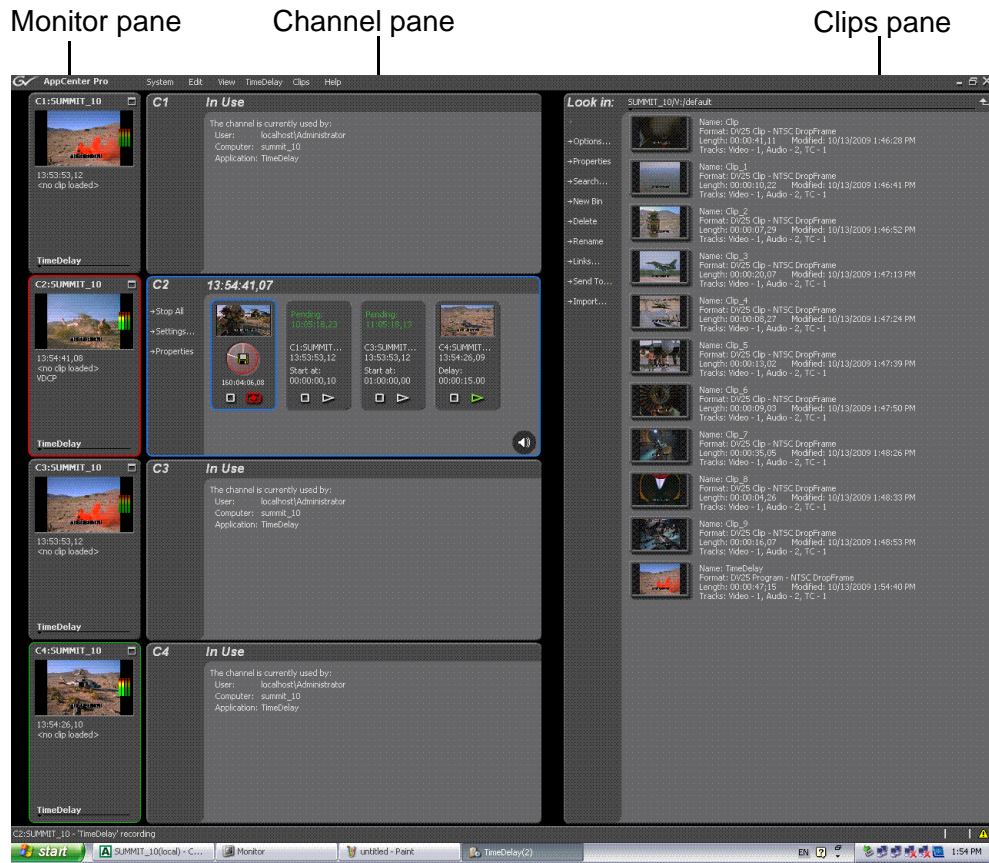 Monitor pane
Channel pane
Clips pane
AppCenter Pro
System Edit View TimeDelay Clips Help
C1:SUMMIT_10
13:53:53,12
<no clip loaded>
TimeDelay
C1 In Use
The channel is currently used by:
User: localhost\Administrator
Computer: summit_10
Application: TimeDelay
C2:SUMMIT_10
13:54:41,08
<no clip loaded>
VDCP
TimeDelay
C2 13:54:41,07
Stop All
Settings...
Properties
160:04:06,08
Pending:
10:05:18,23
C1:SUMMIT...
13:53:53,12
Start at:
00:00:00,10
Pending:
11:05:18,13
C3:SUMMIT...
13:53:53,12
Start at:
01:00:00,00
C4:SUMMIT...
13:54:26,09
Delay:
00:00:15.00
C3:SUMMIT_10
13:53:53,12
<no clip loaded>
TimeDelay
C3 In Use
The channel is currently used by:
User: localhost\Administrator
Computer: summit_10
Application: TimeDelay
C4:SUMMIT_10
13:54:26,10
<no clip loaded>
TimeDelay
C4 In Use
The channel is currently used by:
User: localhost\Administrator
Computer: summit_10
Application: TimeDelay
Look in: SUMMIT_10/V:/default
Options...
Properties
Search...
New Bin
Delete
Rename
Links...
Send To...
Import...
Name: Clip
Format: DV25 Clip - NTSC DropFrame
Length: 00:00:41,11 Modified: 10/13/2009 1:46:28 PM
Tracks: Video - 1, Audio - 2, TC - 1
Name: Clip_1
Format: DV25 Clip - NTSC DropFrame
Length: 00:00:10,22 Modified: 10/13/2009 1:46:41 PM
Tracks: Video - 1, Audio - 2, TC - 1
Name: Clip_2
Format: DV25 Clip - NTSC DropFrame
Length: 00:00:07,29 Modified: 10/13/2009 1:46:52 PM
Tracks: Video - 1, Audio - 2, TC - 1
Name: Clip_3
Format: DV25 Clip - NTSC DropFrame
Length: 00:00:20,07 Modified: 10/13/2009 1:47:13 PM
Tracks: Video - 1, Audio - 2, TC - 1
Name: Clip_4
Format: DV25 Clip - NTSC DropFrame
Length: 00:00:08,27 Modified: 10/13/2009 1:47:24 PM
Tracks: Video - 1, Audio - 2, TC - 1
Name: Clip_5
Format: DV25 Clip - NTSC DropFrame
Length: 00:00:13,02 Modified: 10/13/2009 1:47:39 PM
Tracks: Video - 1, Audio - 2, TC - 1
Name: Clip_6
Format: DV25 Clip - NTSC DropFrame
Length: 00:00:09,03 Modified: 10/13/2009 1:47:50 PM
Tracks: Video - 1, Audio - 2, TC - 1
Name: Clip_7
Format: DV25 Clip - NTSC DropFrame
Length: 00:00:35,05 Modified: 10/13/2009 1:48:26 PM
Tracks: Video - 1, Audio - 2, TC - 1
Name: Clip_8
Format: DV25 Clip - NTSC DropFrame
Length: 00:00:04,26 Modified: 10/13/2009 1:48:33 PM
Tracks: Video - 1, Audio - 2, TC - 1
Name: Clip_9
Format: DV25 Clip - NTSC DropFrame
Length: 00:00:16,07 Modified: 10/13/2009 1:48:53 PM
Tracks: Video - 1, Audio - 2, TC - 1
Name: TimeDelay
Format: DV25 Program - NTSC DropFrame
Length: 00:00:47,15 Modified: 10/13/2009 1:54:40 PM
Tracks: Video - 1, Audio - 2, TC - 1
C2:SUMMIT_10 - 'TimeDelay' recording
start SUMMIT_10(local) - C... Monitor untitled - Paint TimeDelay(2) EN 1:54 PM